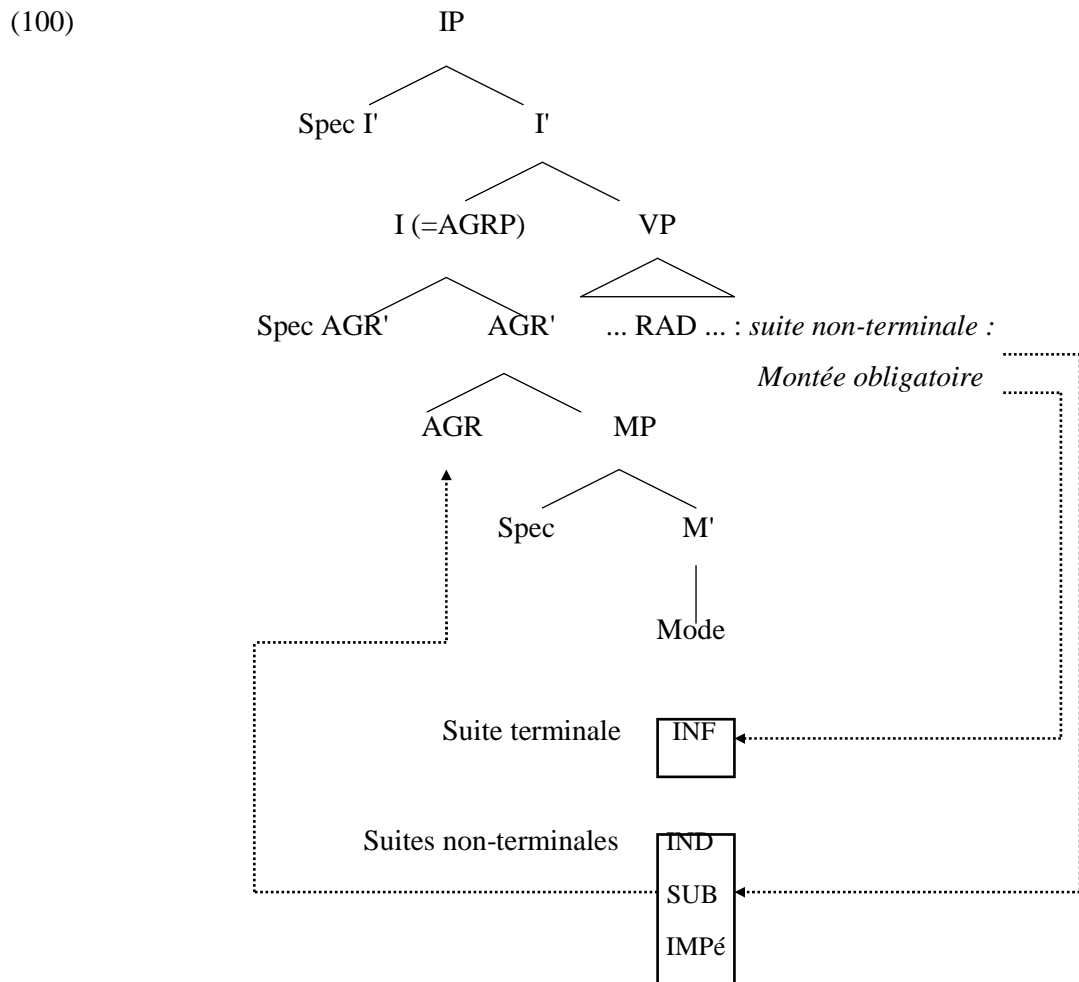 (100) IP
Spec I' I'
I (=AGRP) VP
Spec AGR' AGR' ... RAD ... : suite non-terminale :
Montée obligatoire
AGR MP
Spec M'
Mode
Suite terminale INF
Suites non-terminales IND
SUB
IMPé